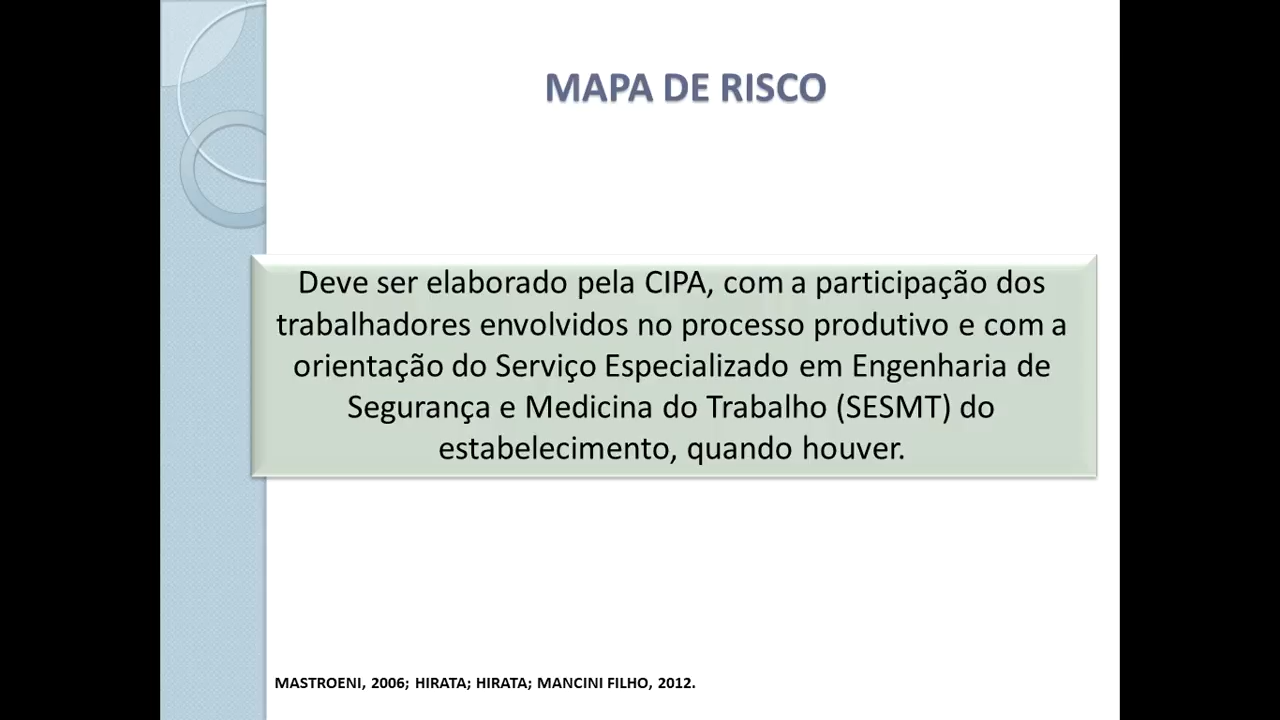 MAPA DE RISCO
Deve ser elaborado pela CIPA, com a participação dos
trabalhadores envolvidos no processo produtivo e com a
orientação do Serviço Especializado em Engenharia de
Segurança e Medicina do Trabalho (SESMT) do
estabelecimento, quando houver.
MASTROENI, 2006; HIRATA; HIRATA; MANCINI FILHO, 2012.